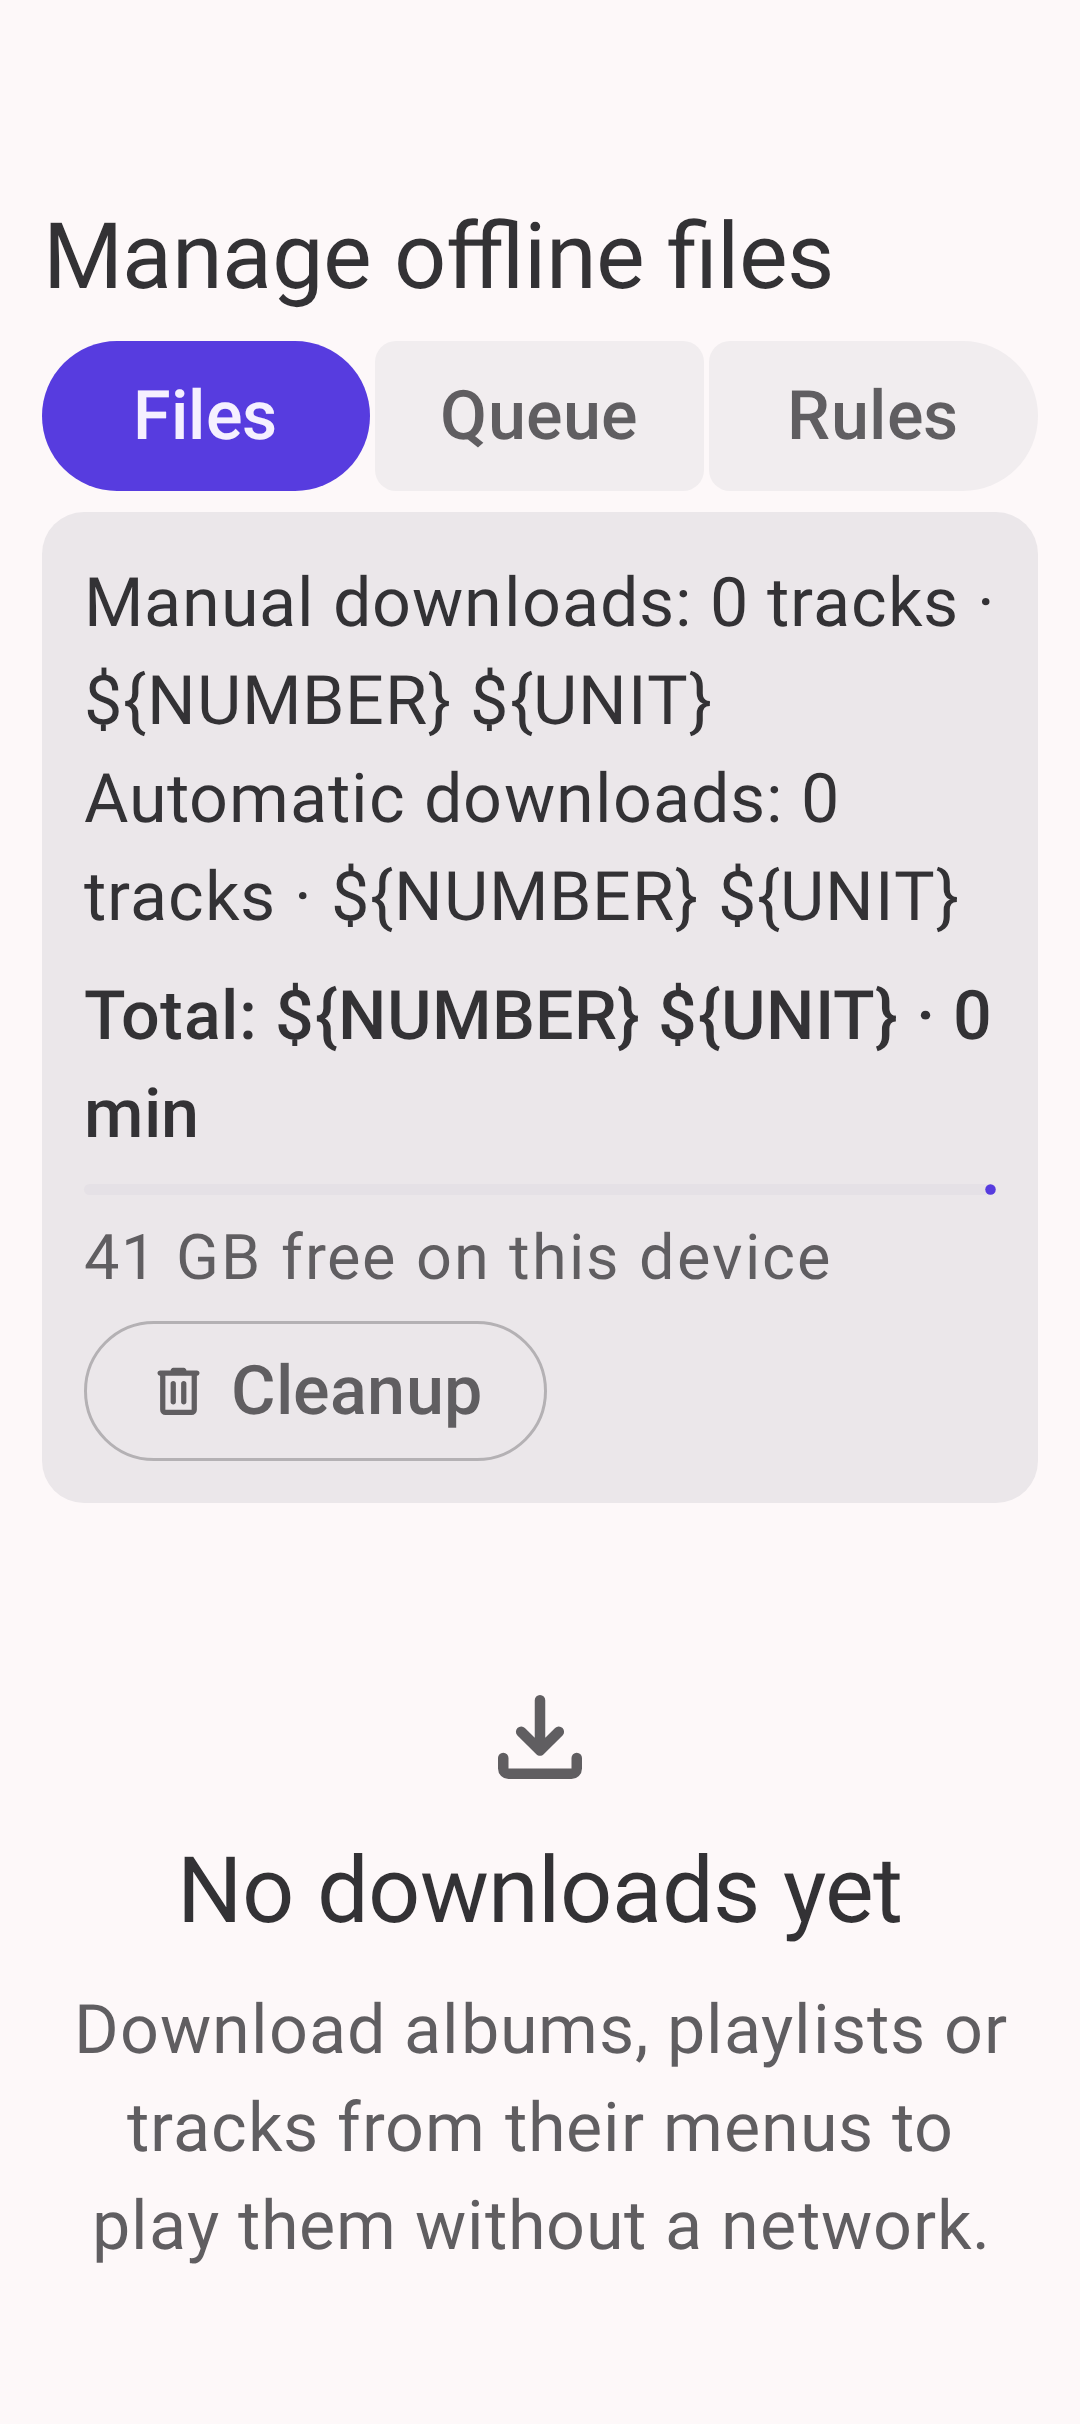 Manage offline files
Files
Queue
Rules
Manual downloads: 0 tracks ·
${NUMBER} ${UNIT}
Automatic downloads: 0
tracks · ${NUMBER} ${UNIT}
Total: ${NUMBER} ${UNIT} · 0
min
41 GB free on this device
Cleanup
No downloads yet
Download albums, playlists or
tracks from their menus to
play them without a network.